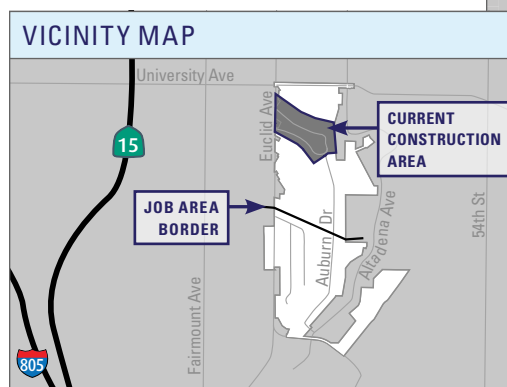 VICINITY MAP
University Ave
Euclid Ave
15
CURRENT
CONSTRUCTION
AREA
JOB AREA
BORDER
Auburn Dr
Altadena Ave
54th St
Fairmount Ave
805